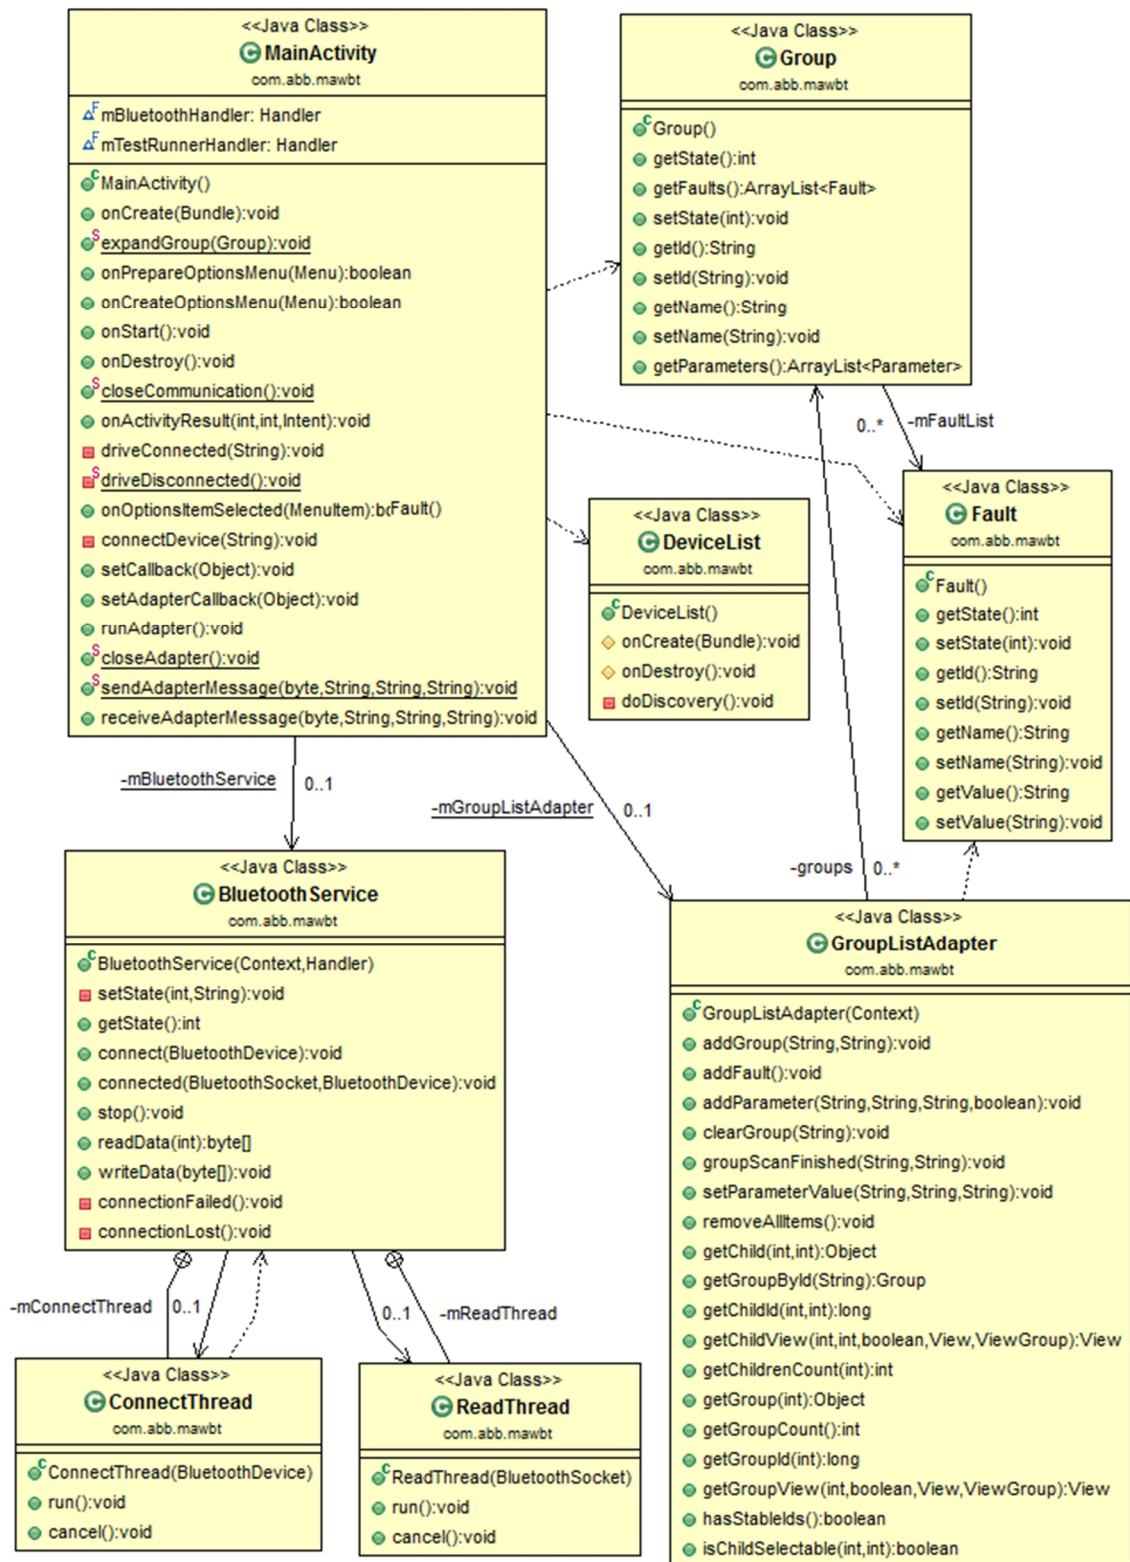 <<Java Class>>
MainActivity
com.abb.mawbt
mBluetoothHandler: Handler
mTestRunnerHandler: Handler
MainActivity()
onCreate(Bundle):void
expandGroup(Group):void
onPrepareOptionsMenu(Menu):boolean
onCreateOptionsMenu(Menu):boolean
onStart():void
onDestroy():void
closeCommunication():void
onActivityResult(int,int,Intent):void
driveConnected(String):void
driveDisconnected():void
onOptionsItemSelected(MenuItem):bo
Fault()
connectDevice(String):void
setCallback(Object):void
setAdapterCallback(Object):void
runAdapter():void
closeAdapter():void
sendAdapterMessage(byte,String,String,String):void
receiveAdapterMessage(byte,String,String,String):void
<<Java Class>>
Group
com.abb.mawbt
Group()
getState():int
getFaults():ArrayList<Fault>
setState(int):void
getId():String
setId(String):void
getName():String
setName(String):void
getParameters():ArrayList<Parameter>
0..*
-mFaultList
<<Java Class>>
Fault
com.abb.mawbt
Fault()
getState():int
setState(int):void
getId():String
setId(String):void
getName():String
setName(String):void
getValue():String
setValue(String):void
<<Java Class>>
DeviceList
com.abb.mawbt
DeviceList()
onCreate(Bundle):void
onDestroy():void
doDiscovery():void
-mBluetoothService
0..1
-mGroupListAdapter
0..1
-groups
0..*
<<Java Class>>
BluetoothService
com.abb.mawbt
BluetoothService(Context,Handler)
setState(int,String):void
getState():int
connect(BluetoothDevice):void
connected(BluetoothSocket,BluetoothDevice):void
stop():void
readData(int):byte[]
writeData(byte[]):void
connectionFailed():void
connectionLost():void
<<Java Class>>
GroupListAdapter
com.abb.mawbt
GroupListAdapter(Context)
addGroup(String,String):void
addFault():void
addParameter(String,String,String,boolean):void
clearGroup(String):void
groupScanFinished(String,String):void
setParameterValue(String,String,String):void
removeAllItems():void
getChild(int,int):Object
getGroupById(String):Group
getChildId(int,int):long
getChildView(int,int,boolean,View,ViewGroup):View
getChildrenCount(int):int
getGroup(int):Object
getGroupCount():int
getGroupId(int):long
getGroupView(int,boolean,View,ViewGroup):View
hasStableIds():boolean
isChildSelectable(int,int):boolean
-mConnectThread
0..1
0..1
-mReadThread
<<Java Class>>
ConnectThread
com.abb.mawbt
ConnectThread(BluetoothDevice)
run():void
cancel():void
<<Java Class>>
ReadThread
com.abb.mawbt
ReadThread(BluetoothSocket)
run():void
cancel():void